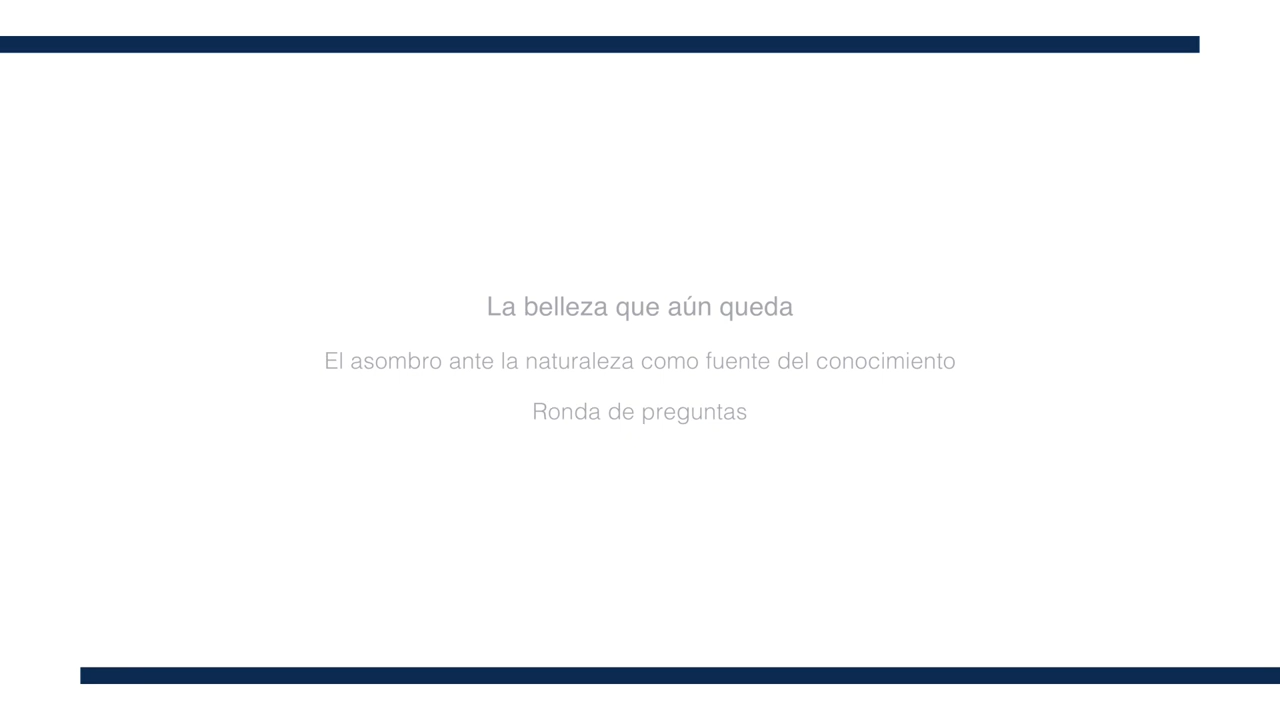 La belleza que aún queda
El asombro ante la naturaleza como fuente del conocimiento
Ronda de preguntas